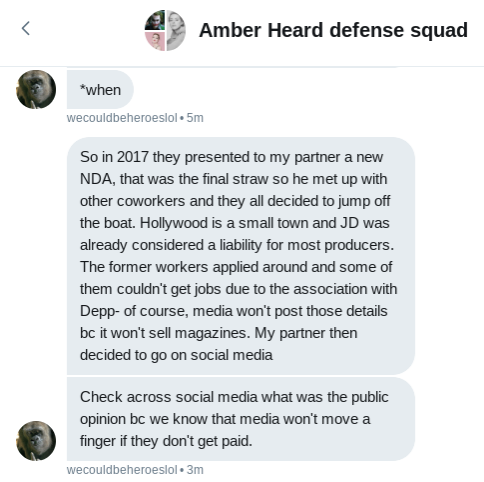 Amber Heard defense squad
*when
wecouldbeheroeslol • 5m
So in 2017 they presented to my partner a new
NDA, that was the final straw so he met up with
other coworkers and they all decided to jump off
the boat. Hollywood is a small town and JD was
already considered a liability for most producers.
The former workers applied around and some of
them couldn't get jobs due to the association with
Depp- of course, media won't post those details
bc it won't sell magazines. My partner then
decided to go on social media
Check across social media what was the public
opinion bc we know that media won't move a
finger if they don't get paid.
wecouldbeheroeslol • 3m